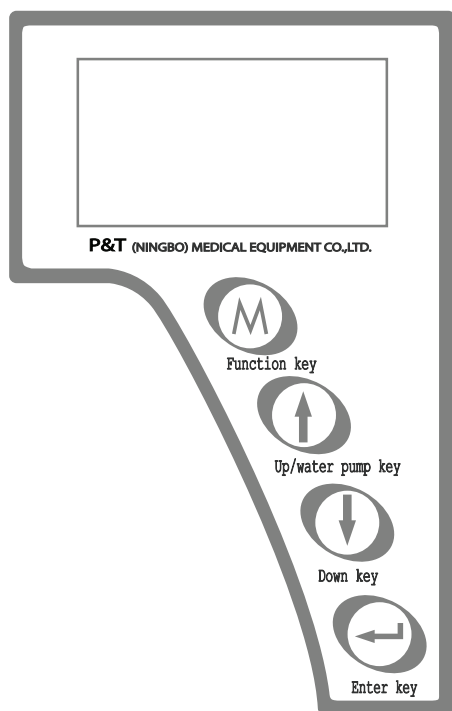 P&T (NINGBO) MEDICAL EQUIPMENT CO.,LTD.
M
Function key
Up/water pump key
Down key
Enter key